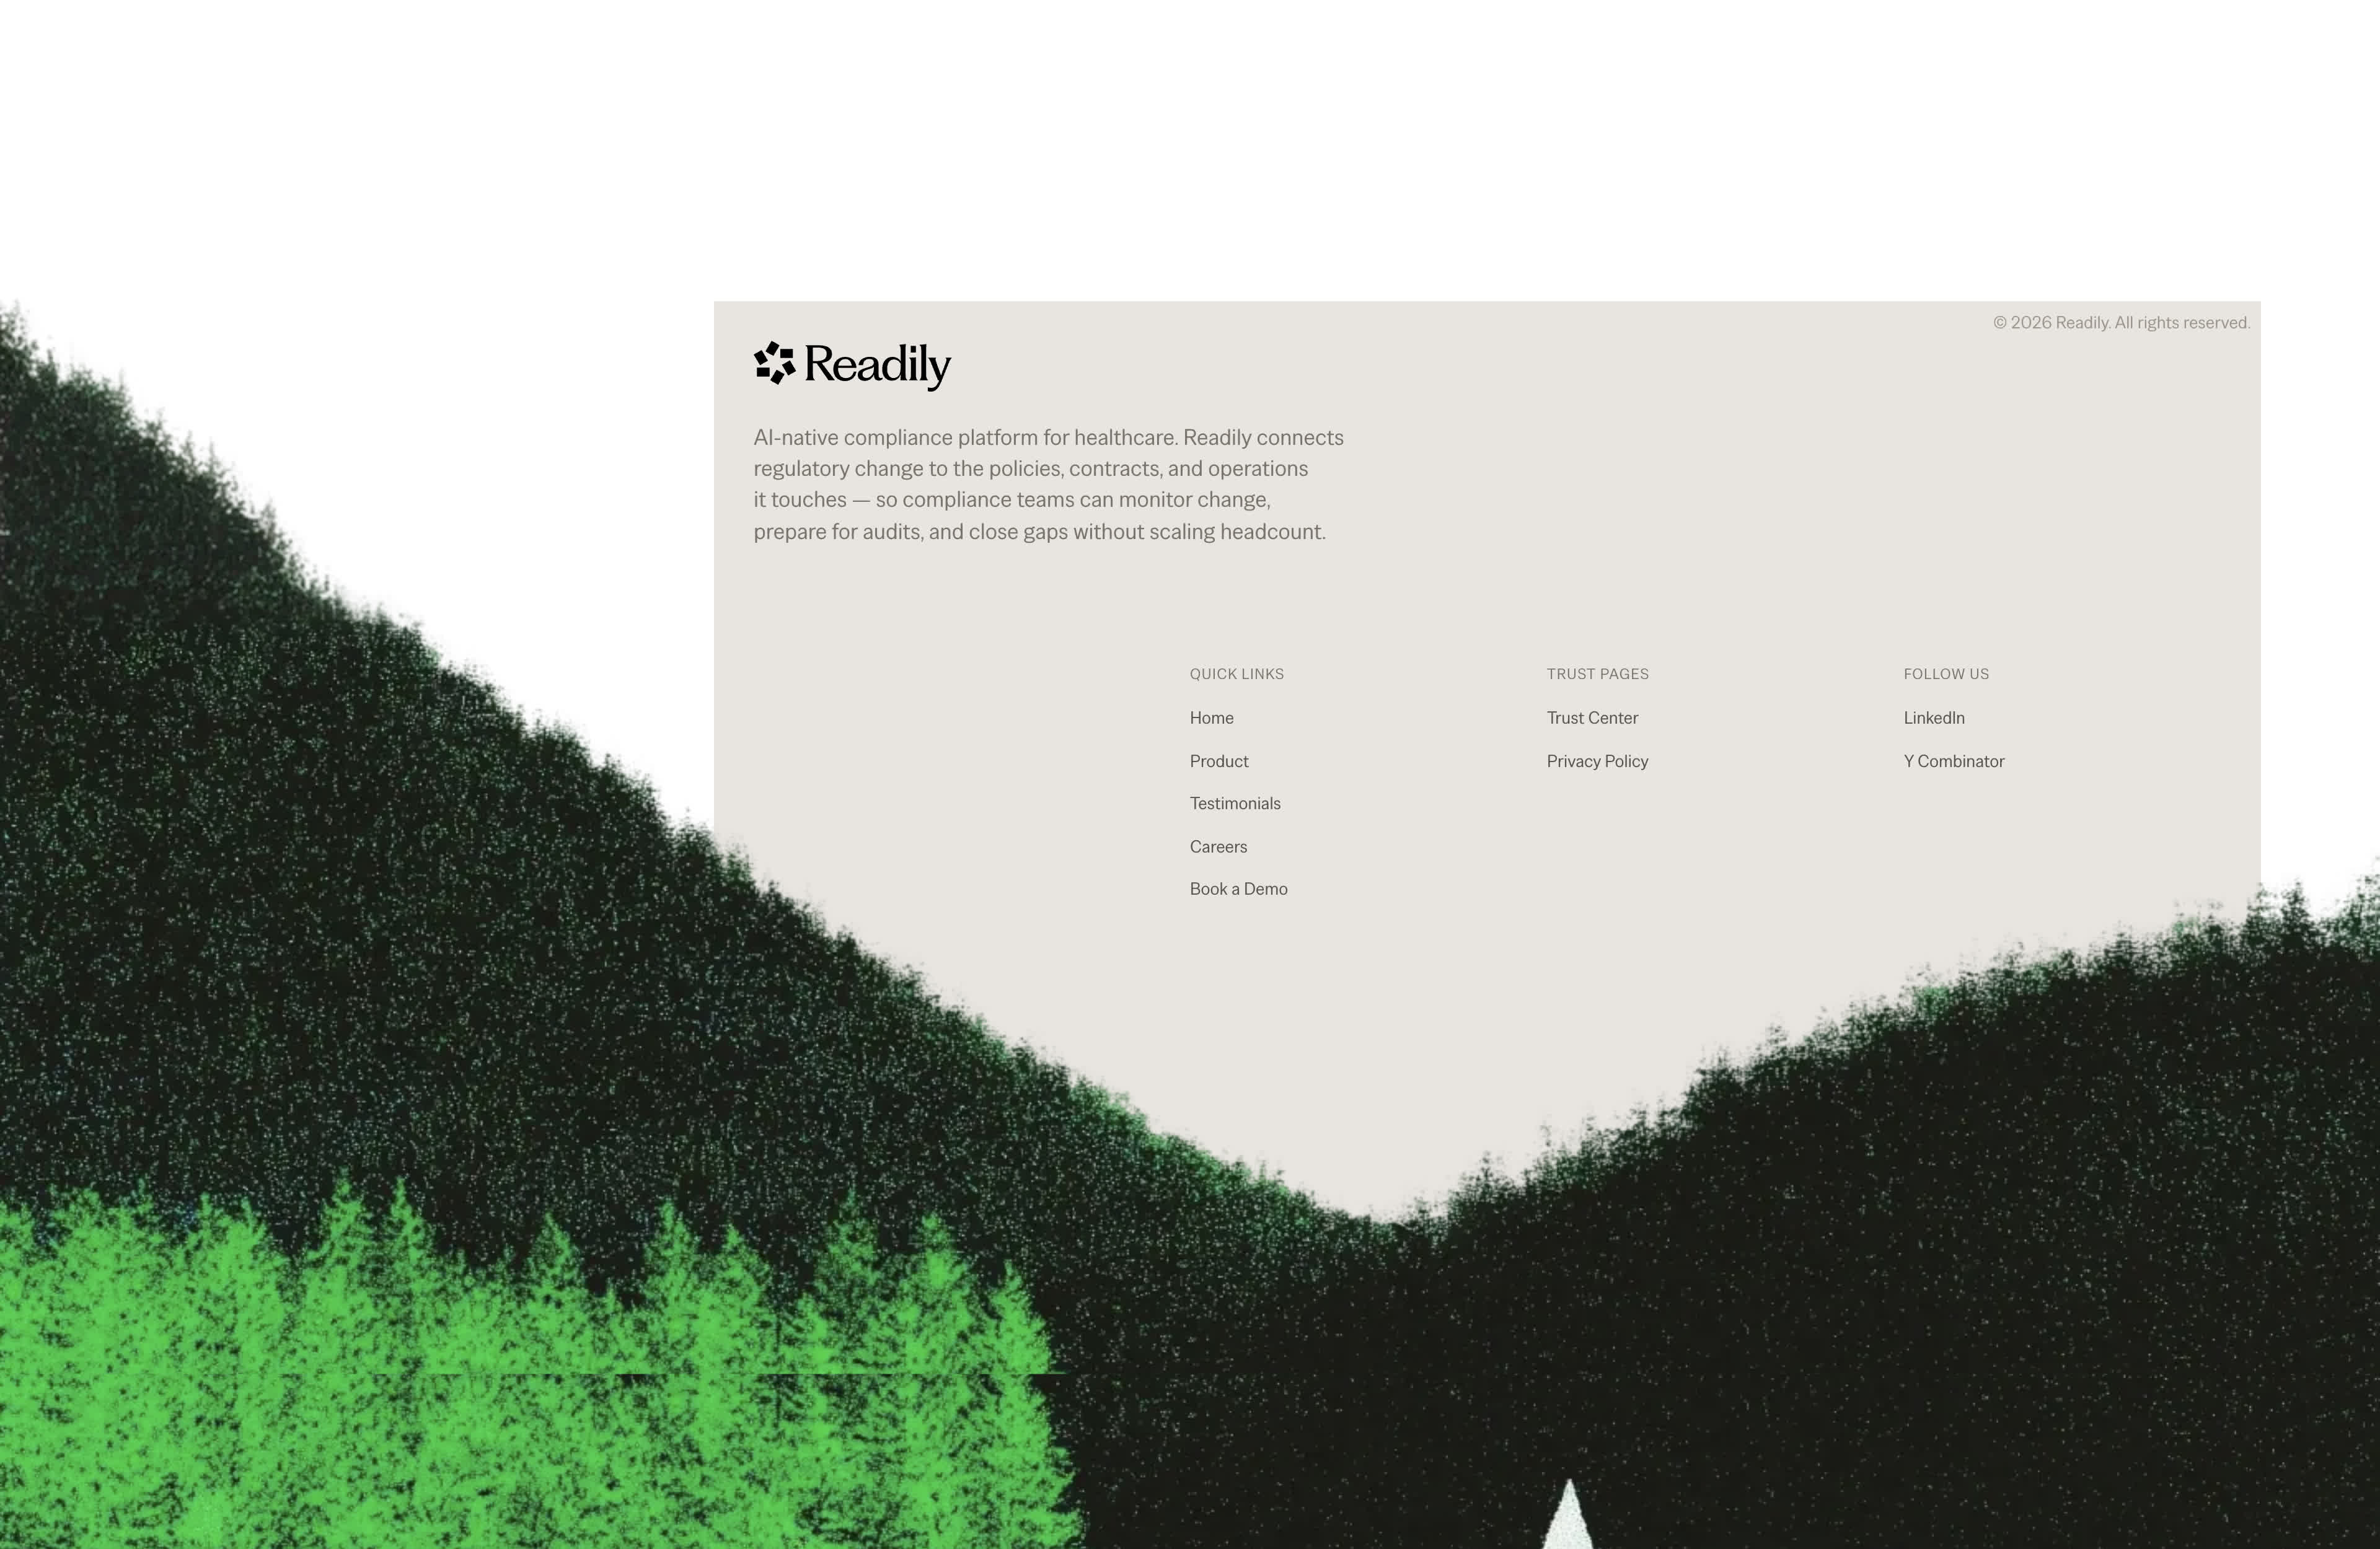 © 2026 Readily. All rights reserved.
Readily
AI-native compliance platform for healthcare. Readily connects
regulatory change to the policies, contracts, and operations
it touches — so compliance teams can monitor change,
prepare for audits, and close gaps without scaling headcount.
QUICK LINKS
Home
Product
Testimonials
Careers
Book a Demo
TRUST PAGES
Trust Center
Privacy Policy
FOLLOW US
LinkedIn
Y Combinator